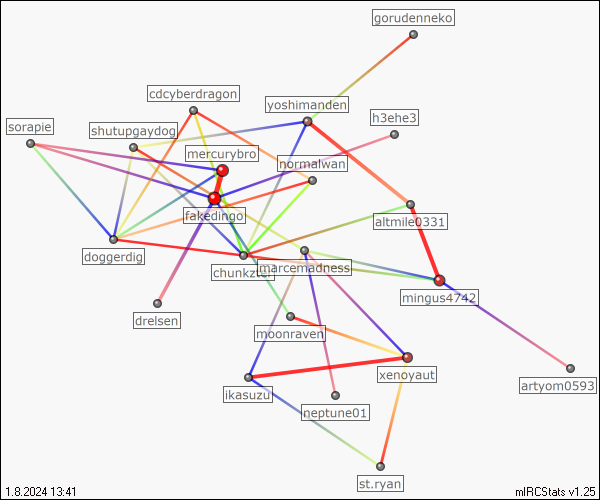 gorudenneko
cdcyberdragon
yoshimanden
h3ehe3
sorapie
shutupgaydog
mercurybro
normalwan
fakedingo
altmile0331
doggerdig
marcemadness
mingus4742
drelsen
moonraven
xenoyaut
artyom0593
ikasuzu
neptune01
st.ryan
1.8.2024 13:41
mIRCStats v1.25